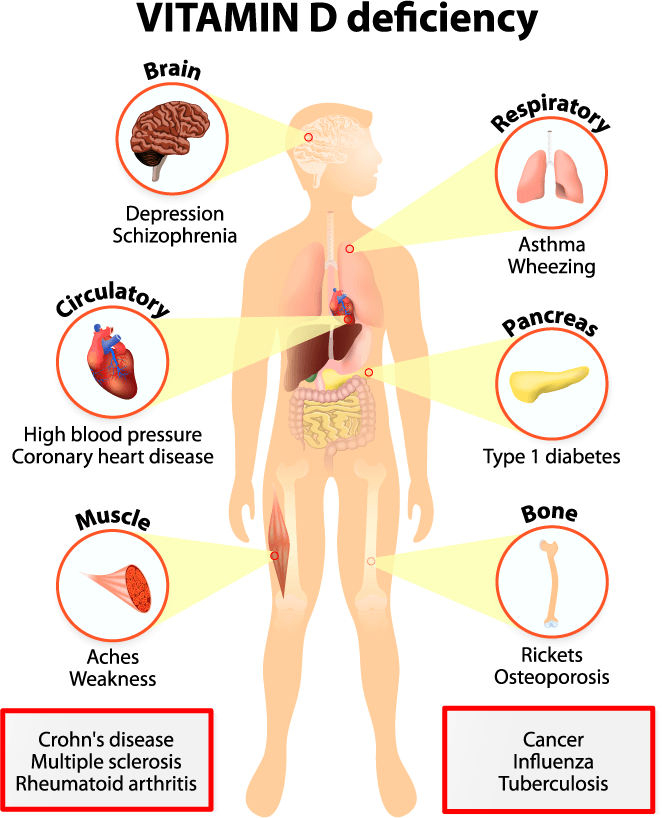 VITAMIN D deficiency
Brain
Depression
Schizophrenia
Respiratory
Asthma
Wheezing
Circulatory
High blood pressure
Coronary heart disease
Pancreas
Type 1 diabetes
Muscle
Aches
Weakness
Bone
Rickets
Osteoporosis
Crohn's disease
Multiple sclerosis
Rheumatoid arthritis
Cancer
Influenza
Tuberculosis